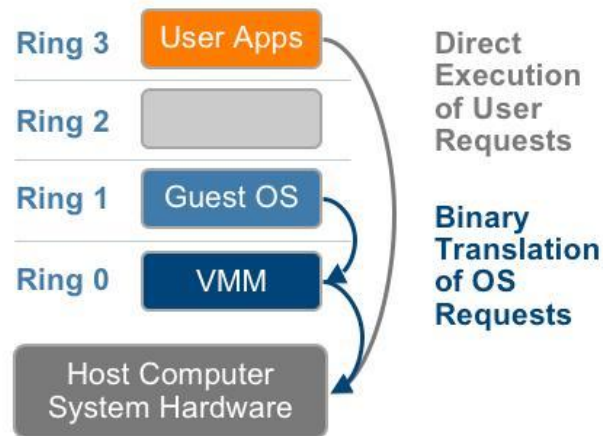 Ring 3
User Apps
Direct
Execution
of User
Requests
Ring 2
Ring 1
Guest OS
Binary
Translation
of OS
Requests
Ring 0
VMM
Host Computer
System Hardware